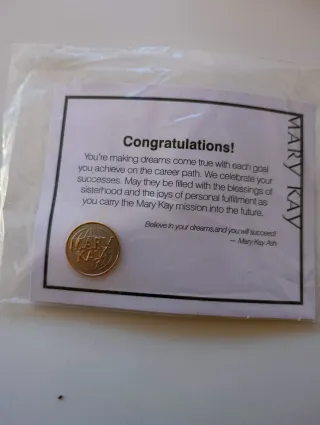 Congratulations!
You're making dreams come true with each goal
you achieve on the career path. We celebrate your
successes. May they be filled with the blessings of
sisterhood and the joys of personal fulfillment as
you carry the Mary Kay mission into the future.
Believe in your dreams,and you will succeed!
— Mary Kay Ash
MARY KAY
MARY
KAY